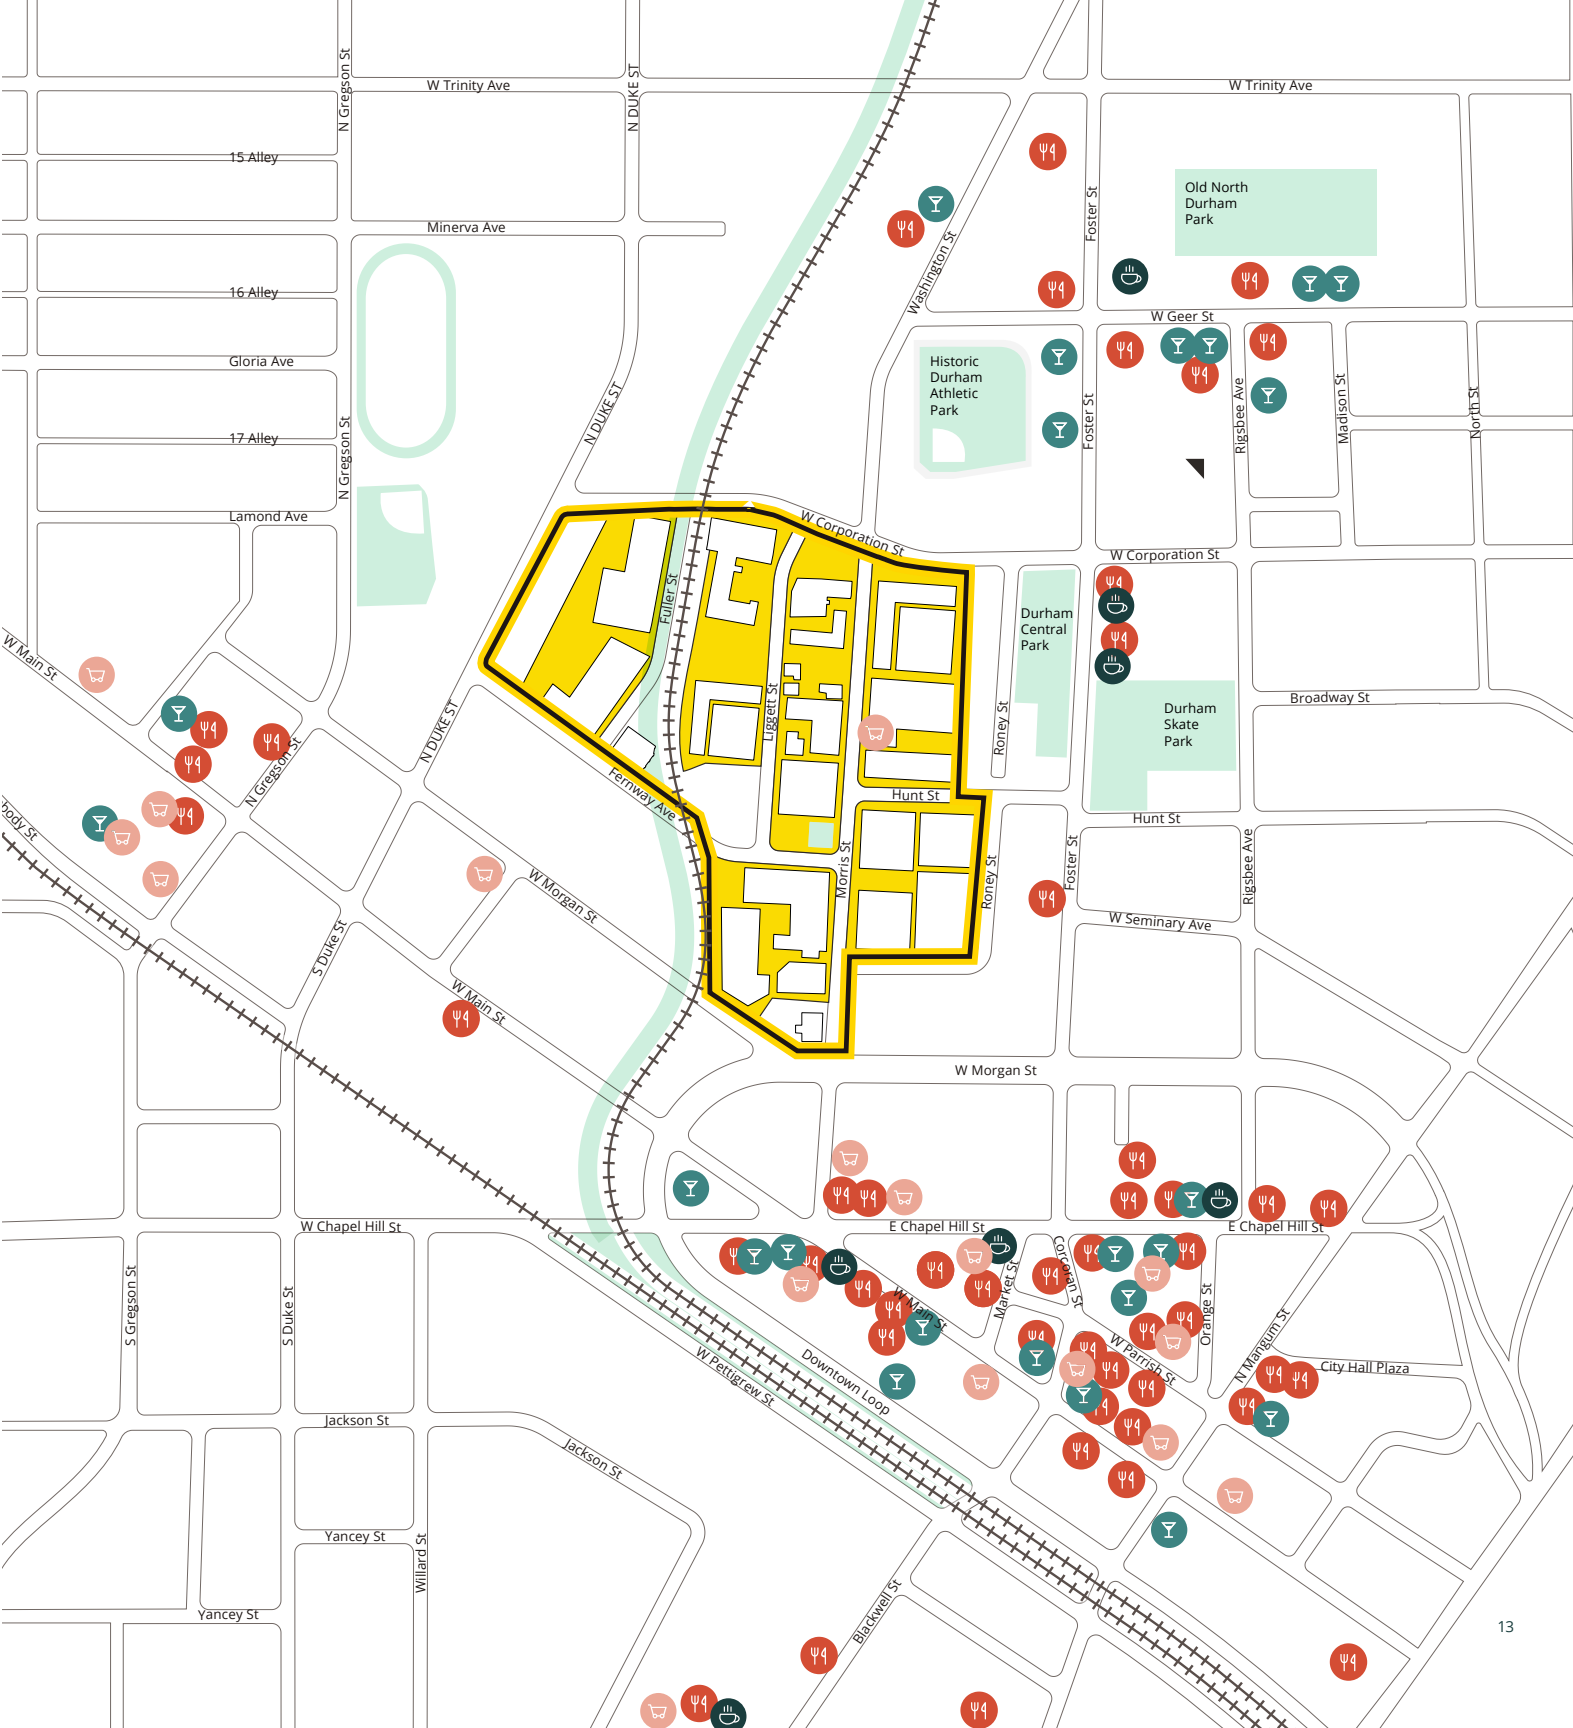 N Gregson St
W Trinity Ave
N DUKE ST
W Trinity Ave
15 Alley
Old North
Durham
Park
Foster St
Minerva Ave
Washington St
16 Alley
W Geer St
Gloria Ave
Historic
Durham
Athletic
Park
N DUKE ST
Foster St
Rigsbee Ave
Madison St
North St
17 Alley
N Gregson St
Lamond Ave
W Corporation St
W Corporation St
Fuller St
Durham
Central
Park
W Main St
Liggett St
Broadway St
N DUKE ST
Roney St
Durham
Skate
Park
N Gregson St
Fernway Ave
Hunt St
Hunt St
body St
Morris St
Roney St
Foster St
Rigsbee Ave
W Morgan St
W Seminary Ave
S Duke St
W Main St
W Morgan St
W Chapel Hill St
E Chapel Hill St
E Chapel Hill St
S Gregson St
S Duke St
Market St
Corcoran St
Orange St
W Main St
N Mangum St
W Parrish St
City Hall Plaza
W Pettigrew St
Downtown Loop
Jackson St
Jackson St
Yancey St
Willard St
Yancey St
Blackwell St
13